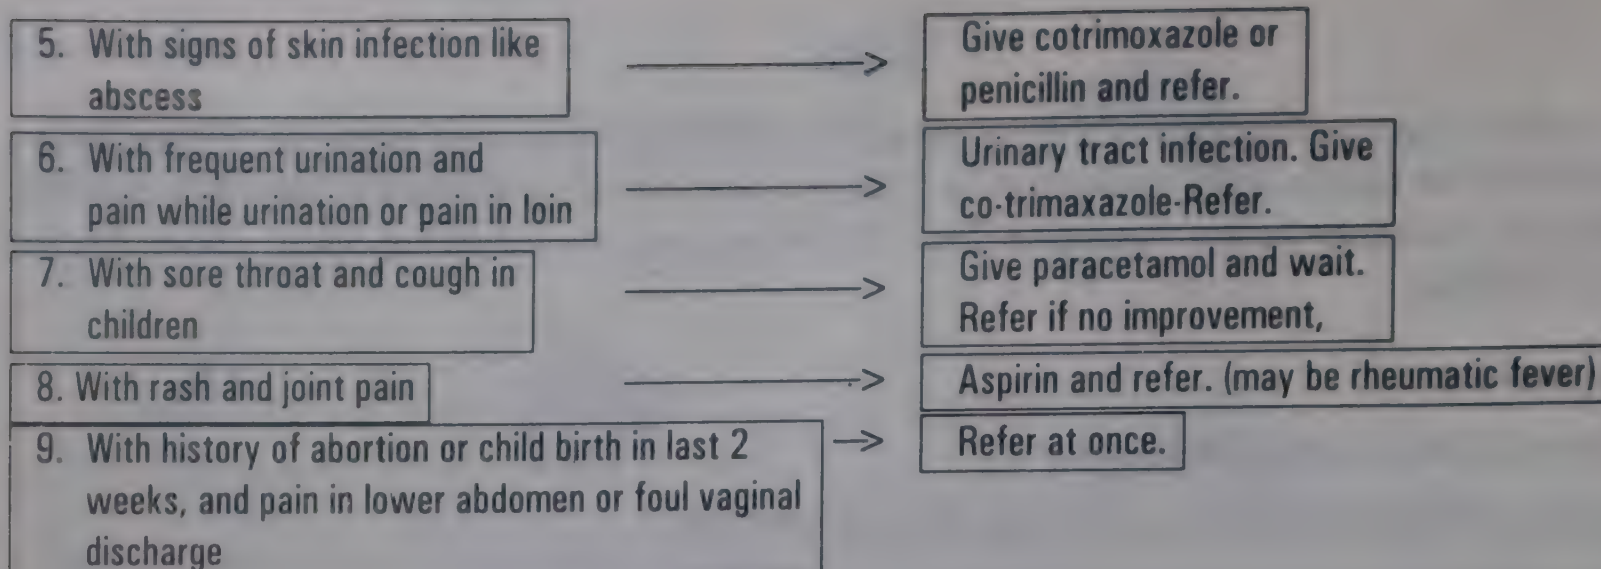 5. With signs of skin infection like
abscess
Give cotrimoxazole or
penicillin and refer.
6. With frequent urination and
pain while urination or pain in loin
Urinary tract infection. Give
co-trimaxazole-Refer.
7. With sore throat and cough in
children
Give paracetamol and wait.
Refer if no improvement,
8. With rash and joint pain
Aspirin and refer. (may be rheumatic fever)
9. With history of abortion or child birth in last 2
weeks, and pain in lower abdomen or foul vaginal
discharge
Refer at once.